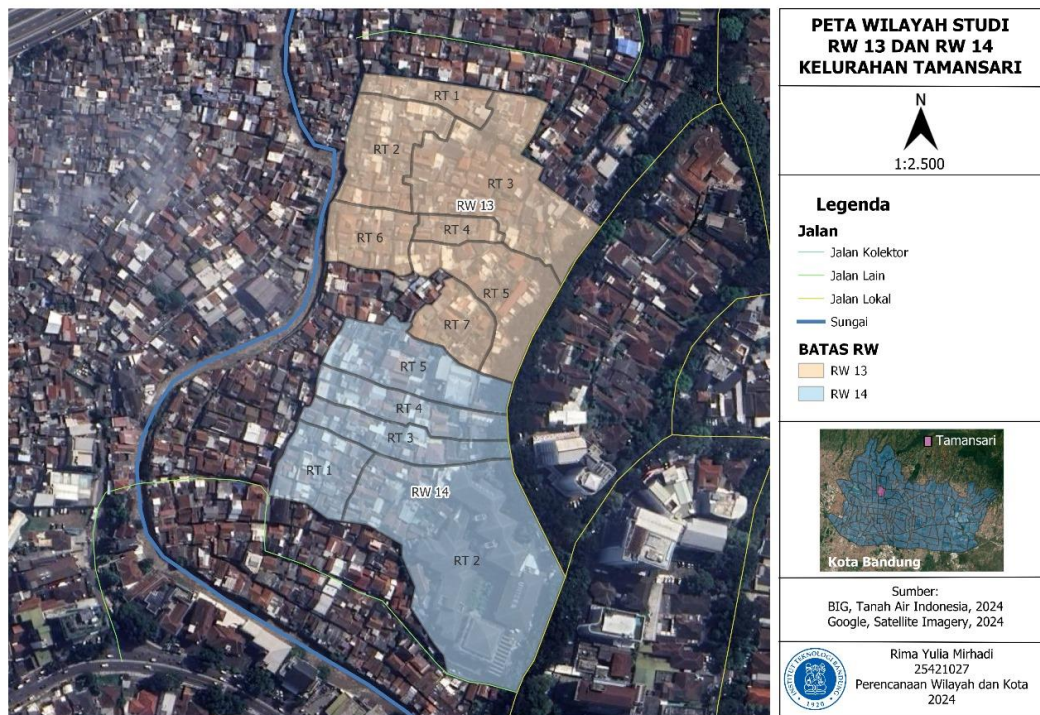 PETA WILAYAH STUDI
RW 13 DAN RW 14
KELURAHAN TAMANSARI
N
1:2.500
Legenda
Jalan
Jalan Kolektor
Jalan Lain
Jalan Lokal
Sungai
BATAS RW
RW 13
RW 14
Tamansari
Kota Bandung
Sumber:
BIG, Tanah Air Indonesia, 2024
Google, Satellite Imagery, 2024
INSTITUT TEKNOLOGI BANDUNG
1920
Rima Yulia Mirhadi
25421027
Perencanaan Wilayah dan Kota
2024
RT 1
RT 2
RT 3
RW 13
RT 4
RT 6
RT 5
RT 7
RT 5
RT 4
RT 3
RT 1
RW 14
RT 2